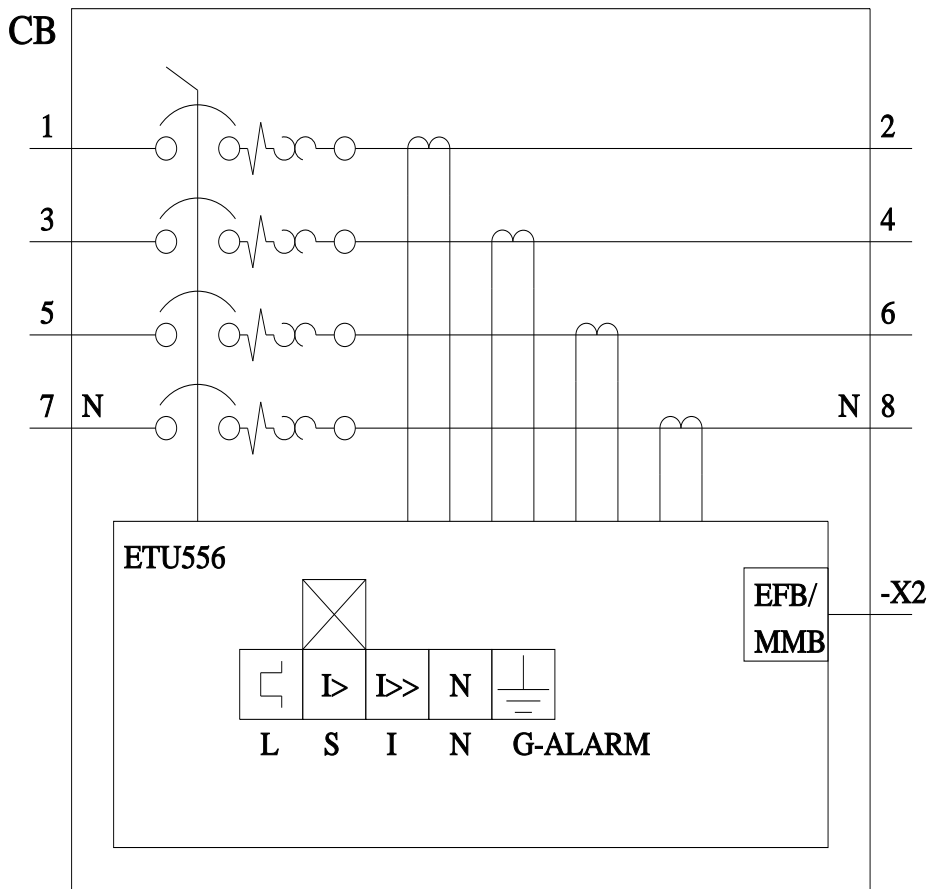 CB
1 2
3 4
5 6
7 N N 8
ETU556
EFB/
MMB
-X2
I> I>> N
L S I N G-ALARM